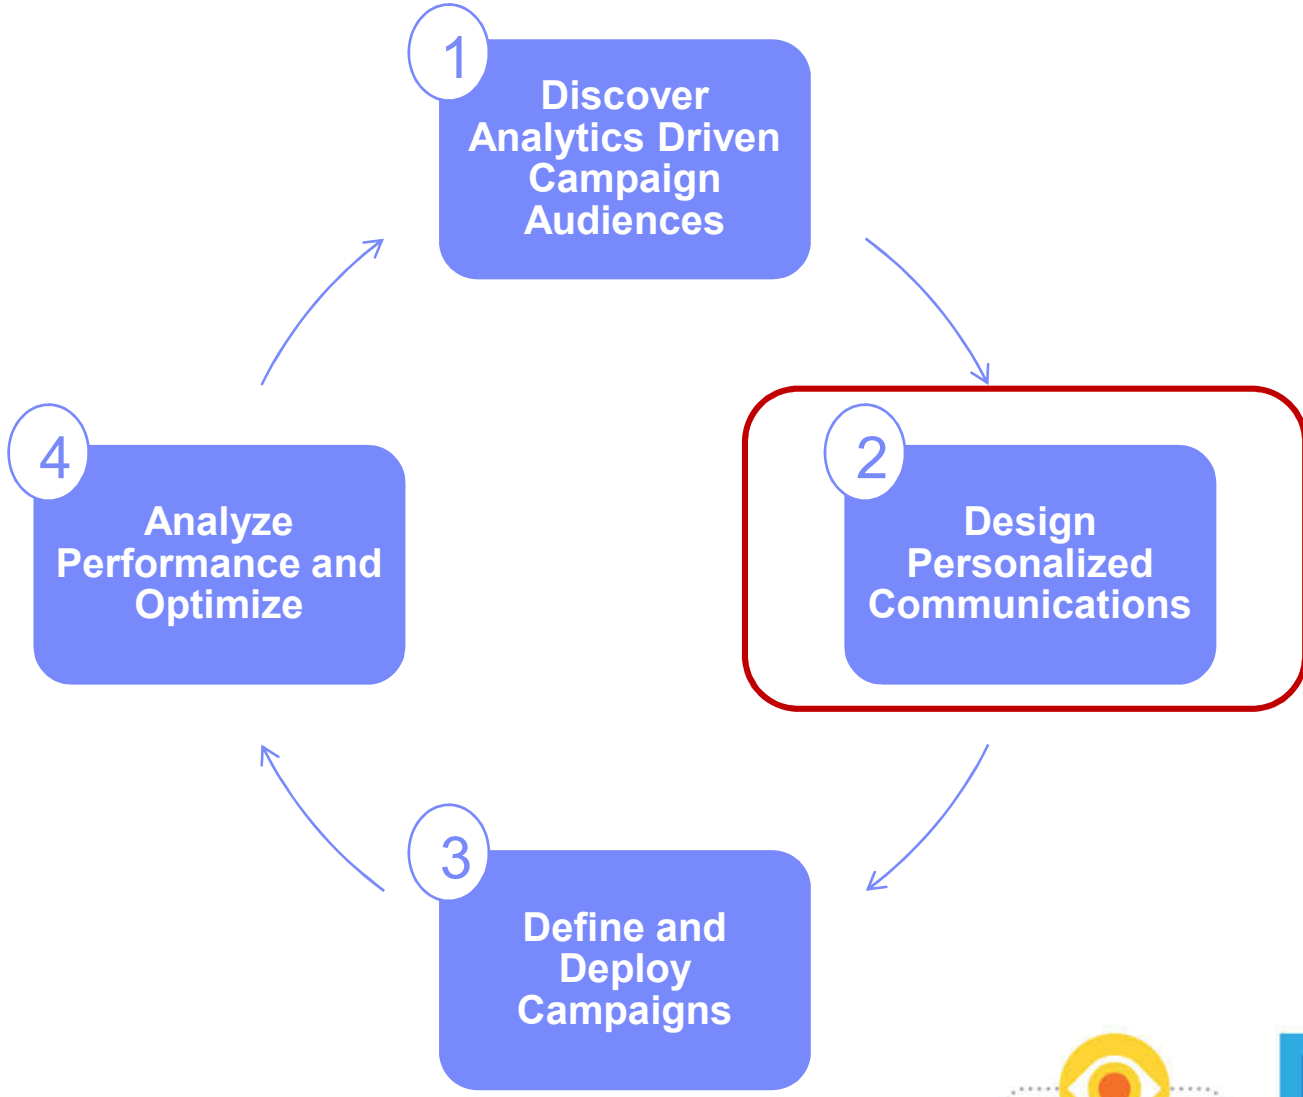 1
Discover
Analytics Driven
Campaign
Audiences
2
Design
Personalized
Communications
3
Define and
Deploy
Campaigns
4
Analyze
Performance and
Optimize